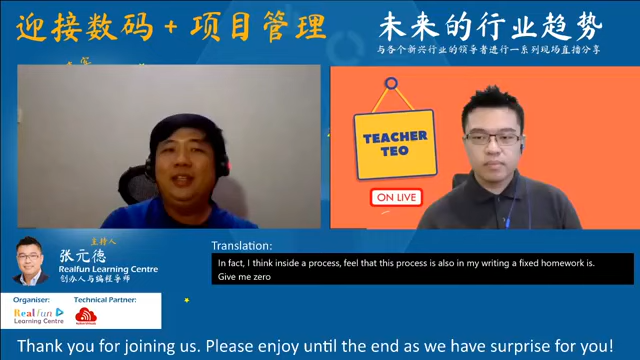 迎接数码 + 项目管理
未来的行业趋势
与各个新兴行业的领导者进行一系列现场直播分享
TEACHER
TEO
ON LIVE
主持人
张元德
Realfun Learning Centre
创办人与编程导师
Translation:
In fact, I think inside a process, feel that this process is also in my writing a fixed homework is.
Give me zero
Organiser:
Technical Partner:
Realfun
Learning Centre
Thank you for joining us. Please enjoy until the end as we have surprise for you!